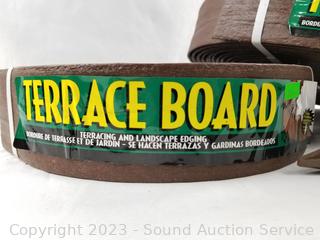 TERRACE BOARD
TERRACING AND LANDSCAPE EDGING
BORDURE DE TERRASSE ET DE JARDIN - SE HACEN TERRAZAS Y GARDINAS BORDEADOS
BORDU
Copyright 2023 - Sound Auction Service